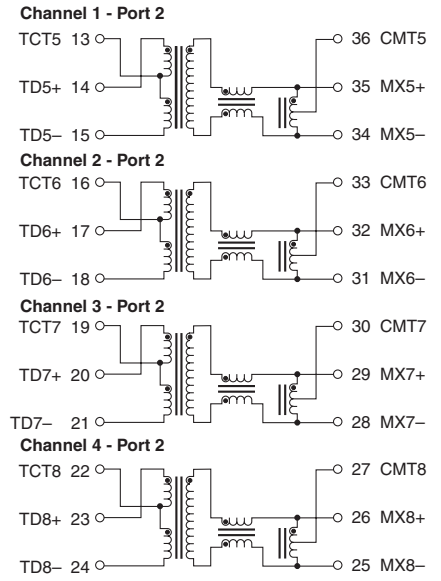 Channel 1 - Port 2
TCT5 13 36 CMT5
TD5+ 14 35 MX5+
TD5– 15 34 MX5–
Channel 2 - Port 2
TCT6 16 33 CMT6
TD6+ 17 32 MX6+
TD6– 18 31 MX6–
Channel 3 - Port 2
TCT7 19 30 CMT7
TD7+ 20 29 MX7+
TD7– 21 28 MX7–
Channel 4 - Port 2
TCT8 22 27 CMT8
TD8+ 23 26 MX8+
TD8– 24 25 MX8–